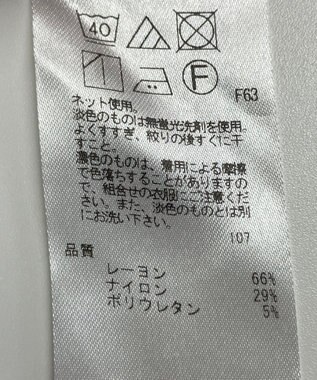 40
F
F63
ネット使用。
淡色のものは無蛍光洗剤を使用。
よくすすぎ、絞りの後すぐに干
すこと。
濃色のものは、着用による摩擦
で色落ちすることがありますの
で、組合せの衣服にご注意くだ
さい。また、淡色のものとは別
にお洗い下さい。
107
品質
レーヨン 66%
ナイロン 29%
ポリウレタン 5%